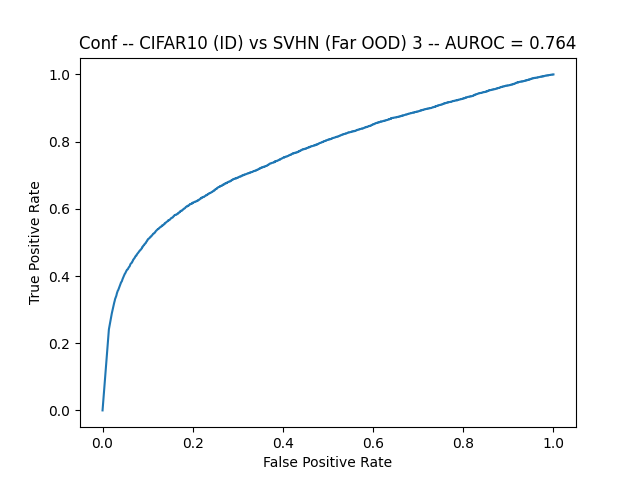 Conf -- CIFAR10 (ID) vs SVHN (Far OOD) 3 -- AUROC = 0.764
1.0
0.8
0.6
0.4
0.2
0.0
True Positive Rate
0.0 0.2 0.4 0.6 0.8 1.0
False Positive Rate